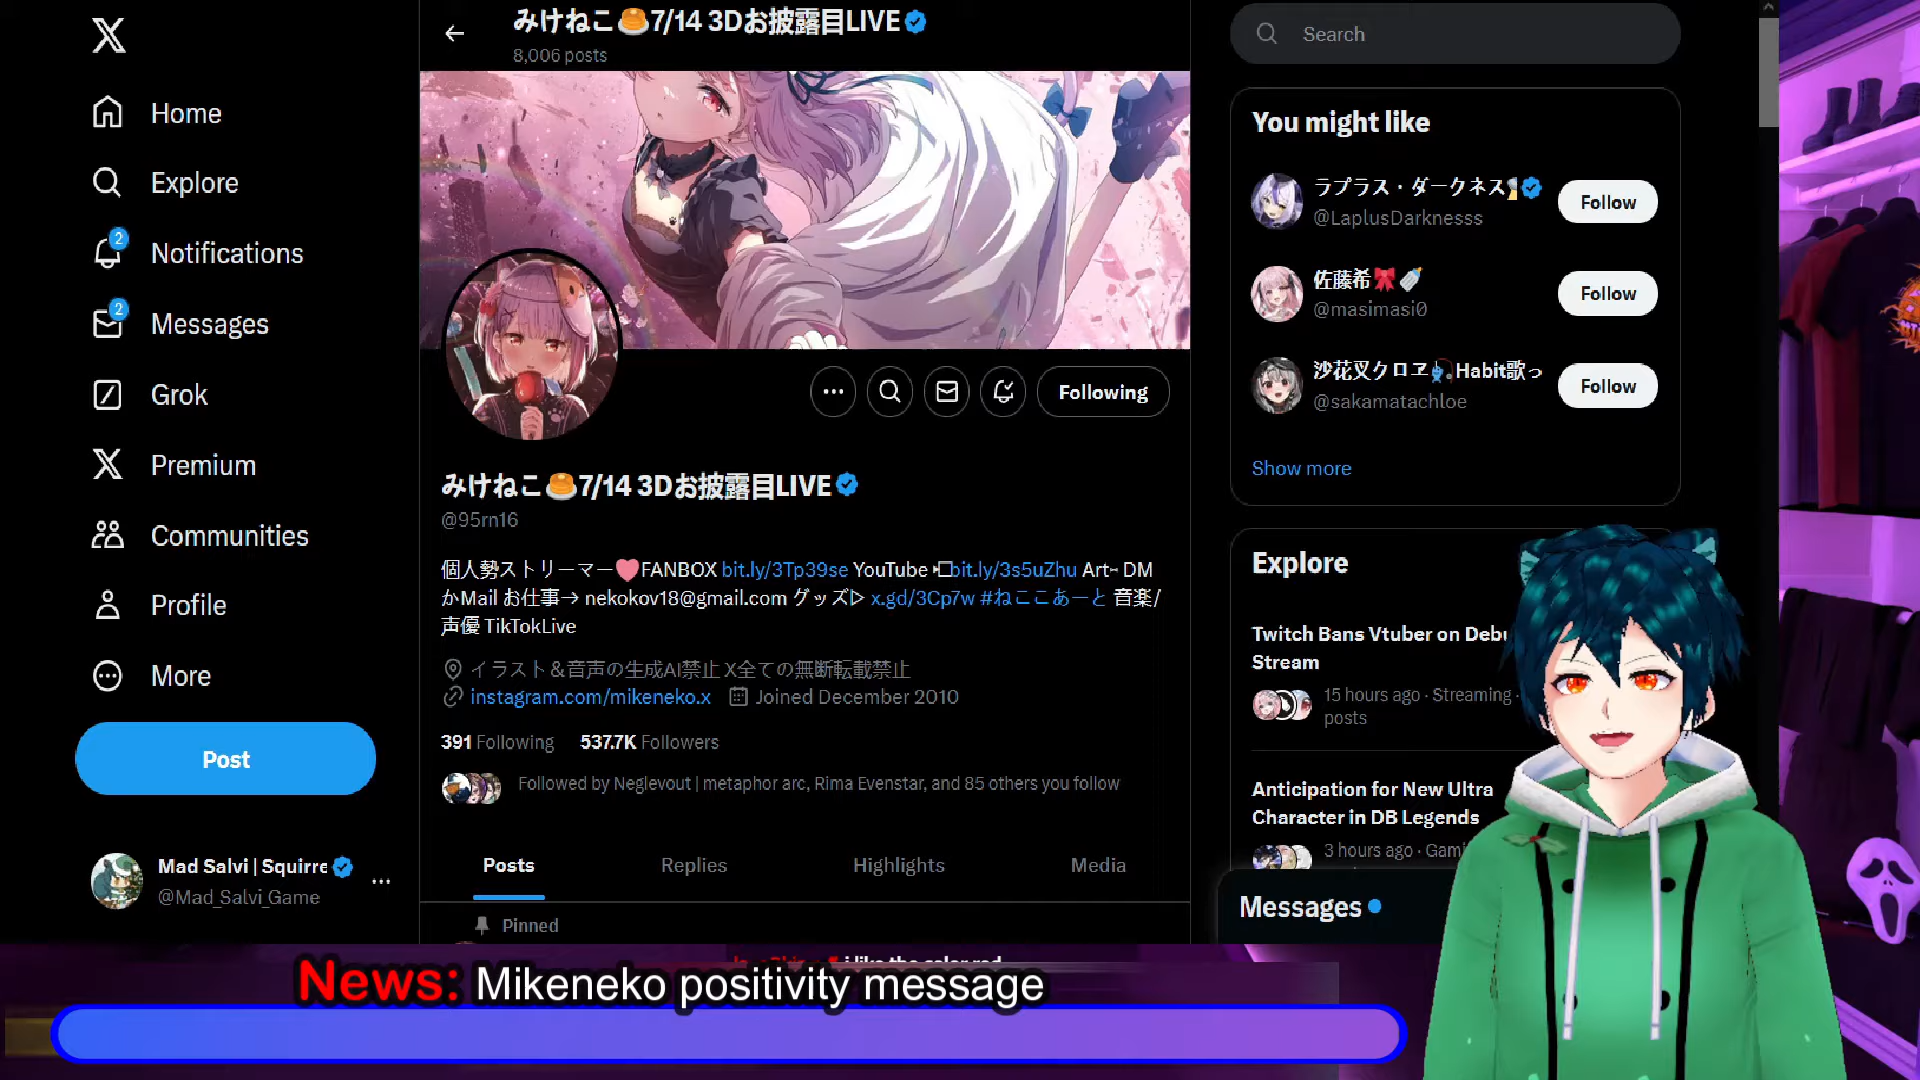 みけねこ🥞7/14 3Dお披露目LIVE
8,006 posts
Home
Explore
2
Notifications
2
Messages
Grok
Premium
Communities
Profile
More
Post
Mad Salvi | Squirre
@Mad_Salvi_Game
Following
みけねこ🥞7/14 3Dお披露目LIVE
@95rn16
個人勢ストリーマー🩷FANBOX bit.ly/3Tp39se YouTube bit.ly/3s5uZhu Art- DM
かMail お仕事→ nekokov18@gmail.com グッズ▷ x.gd/3Cp7w #ねここあーと 音楽/
声優 TikTokLive
イラスト＆音声の生成AI禁止 X全ての無断転載禁止
instagram.com/mikeneko.x Joined December 2010
391 Following 537.7K Followers
Followed by Neglevout | metaphor arc, Rima Evenstar, and 85 others you follow
Posts Replies Highlights Media
Pinned
Search
You might like
ラプラス・ダークネス
@LaplusDarknesss
Follow
佐藤希🎀🍼
@masimasi0
Follow
沙花叉クロヱ🎣Habit歌っ
@sakamatachloe
Follow
Show more
Explore
Twitch Bans Vtuber on Debu
Stream
15 hours ago · Streaming ·
posts
Anticipation for New Ultra
Character in DB Legends
3 hours ago · Gam
Messages
i like the color red
News: Mikeneko positivity message